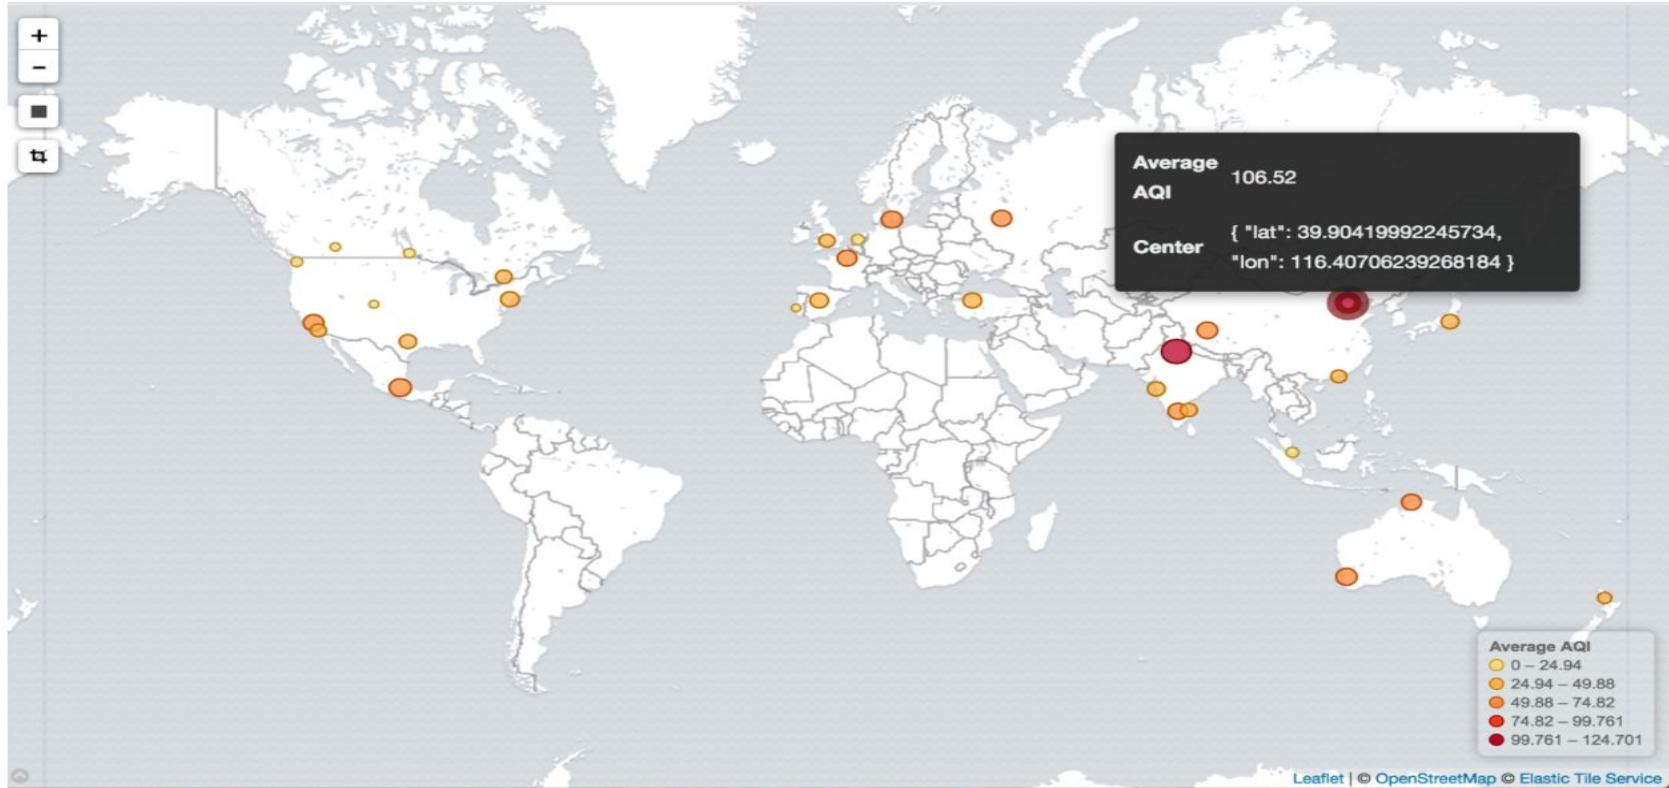 +
−
Average AQI 106.52
Center { "lat": 39.90419992245734,
"lon": 116.40706239268184 }
Average AQI
0 – 24.94
24.94 – 49.88
49.88 – 74.82
74.82 – 99.761
99.761 – 124.701
Leaflet | © OpenStreetMap © Elastic Tile Service